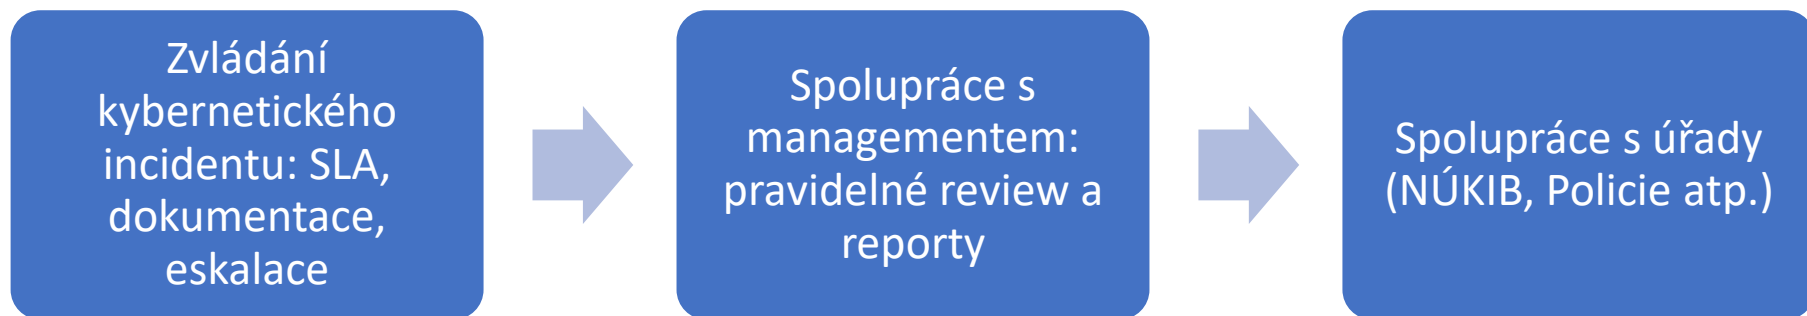 Zvládání
kybernetického
incidentu: SLA,
dokumentace,
eskalace
Spolupráce s
managementem:
pravidelné review a
reporty
Spolupráce s úřady
(NÚKIB, Policie atp.)